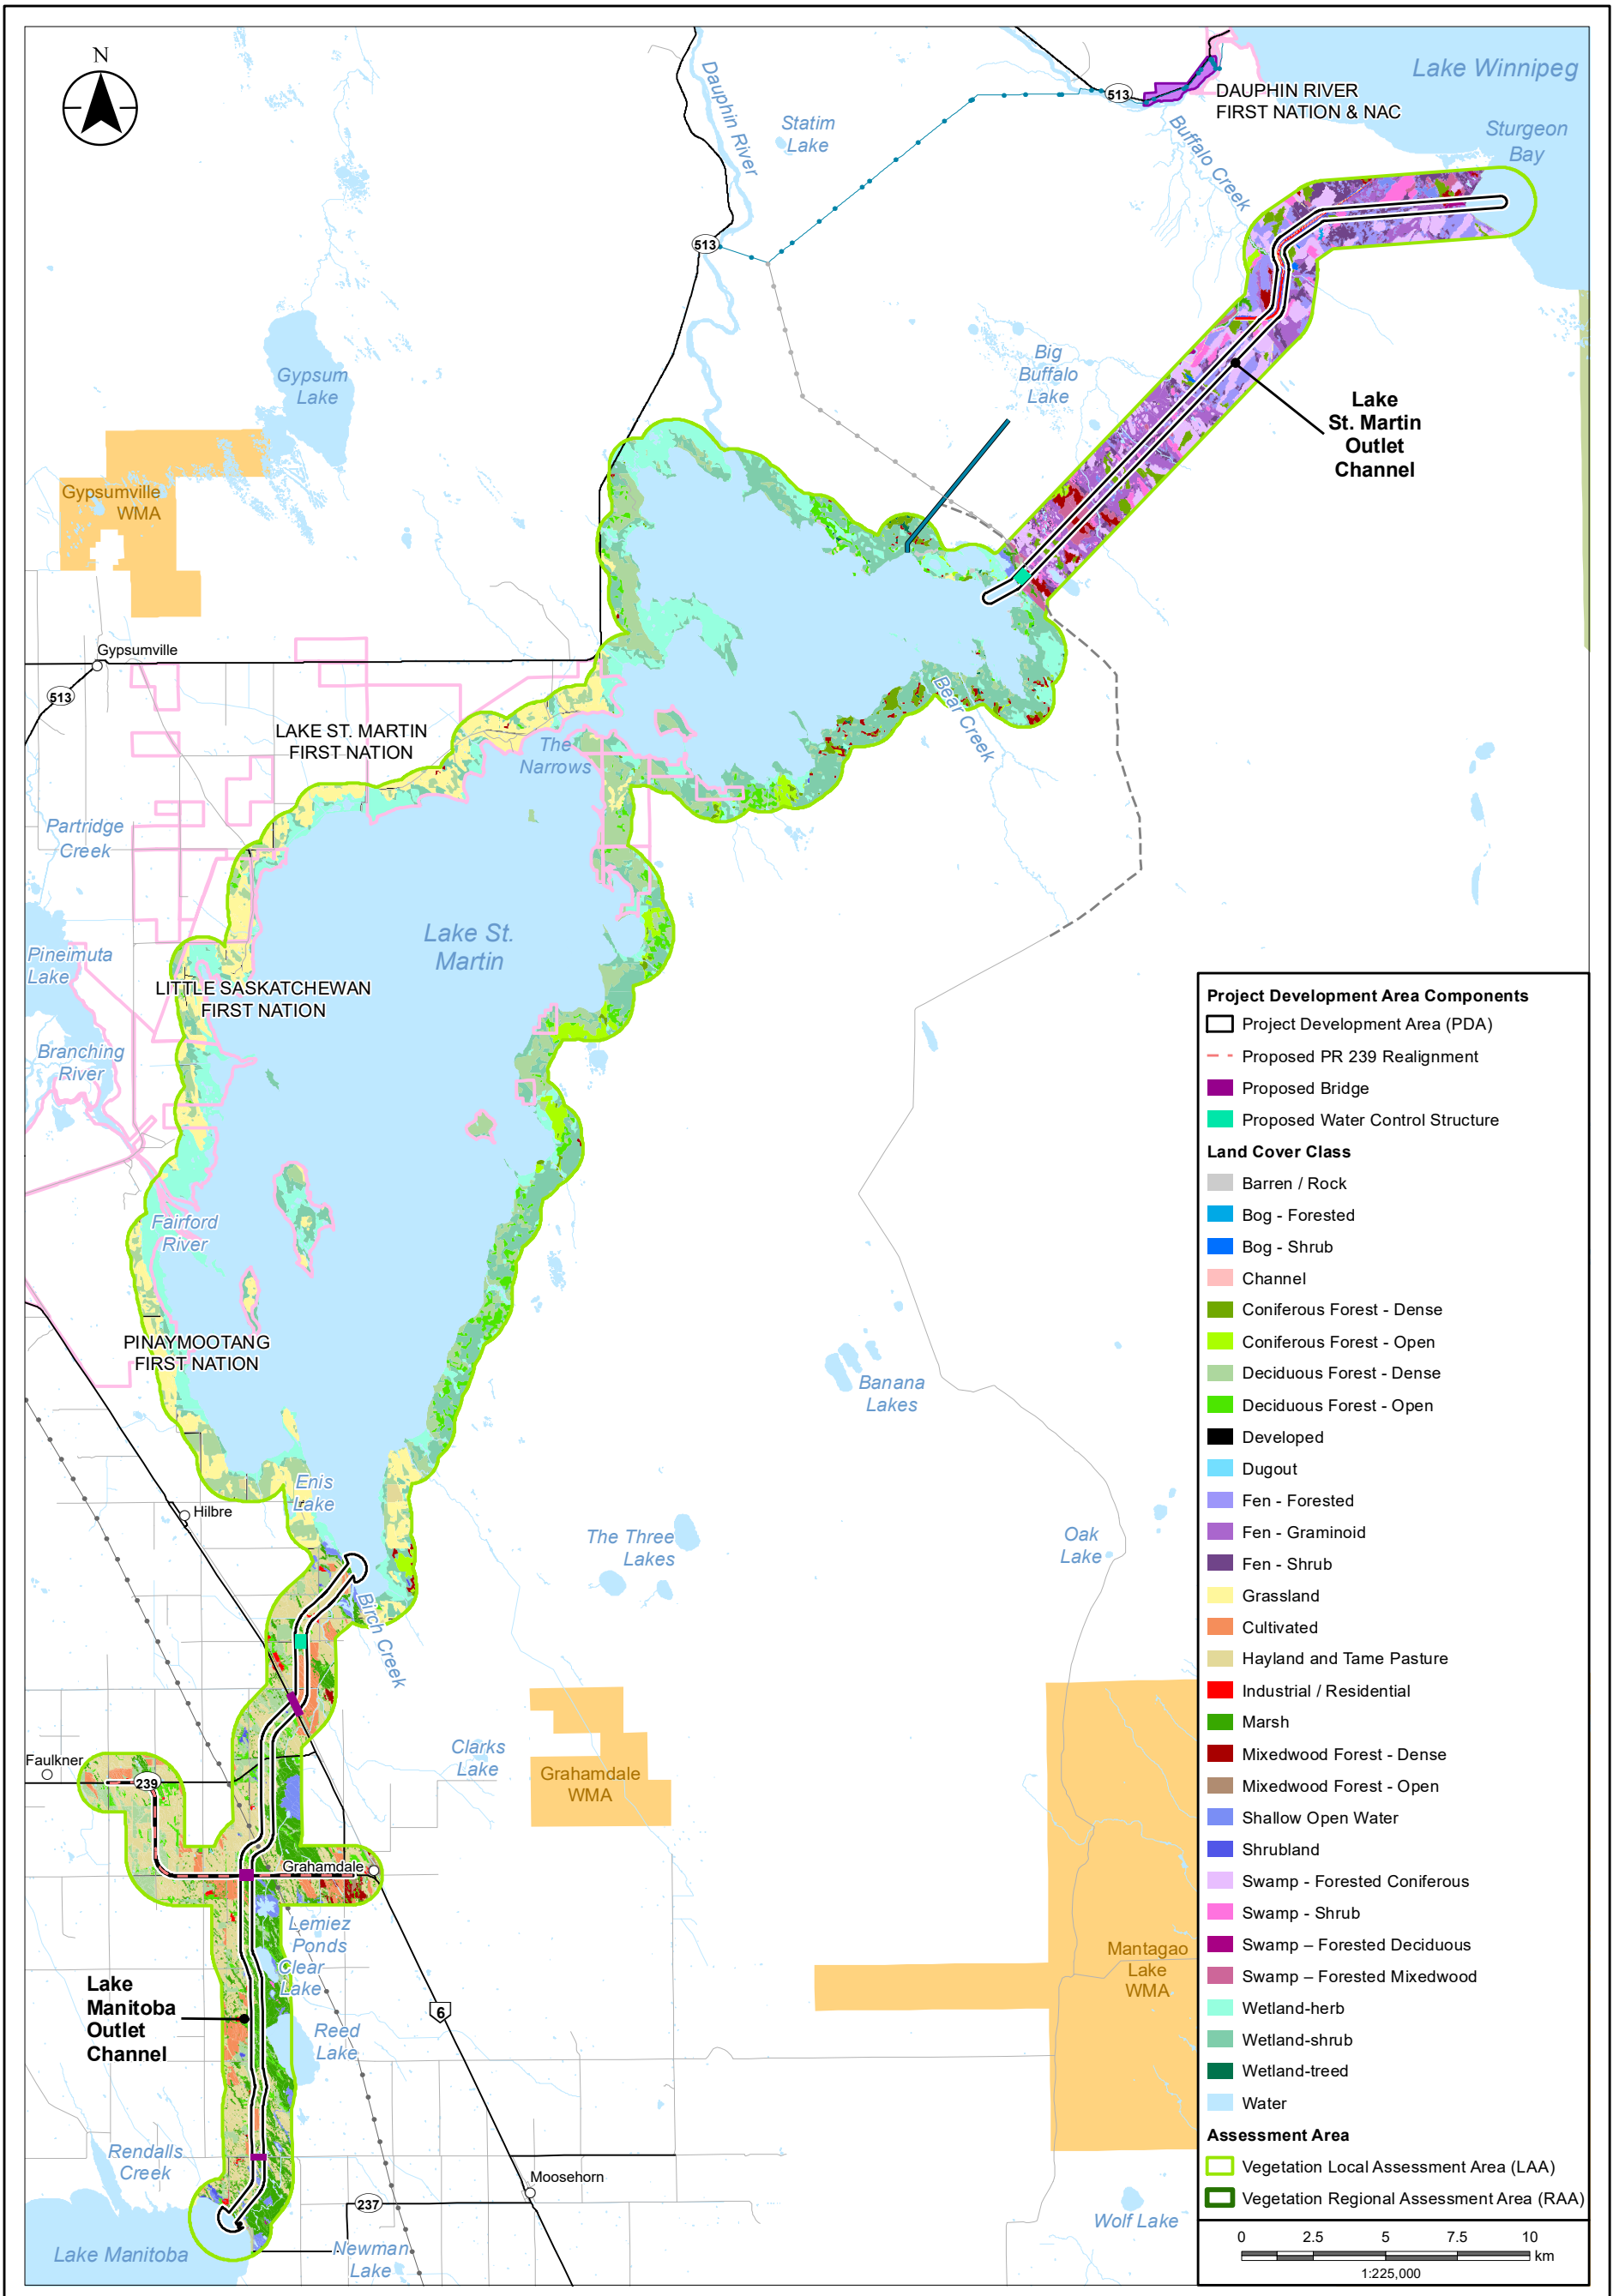 N
Lake Winnipeg
Dauphin River
513
DAUPHIN RIVER
FIRST NATION & NAC
Statim
Lake
Buffalo Creek
Sturgeon
Bay
513
Gypsum
Lake
Big
Buffalo
Lake
Lake
St. Martin
Outlet
Channel
Gypsumville
WMA
Gypsumville
513
LAKE ST. MARTIN
FIRST NATION
The
Narrows
Bear Creek
Partridge
Creek
Lake St.
Martin
Pineimuta
Lake
LITTLE SASKATCHEWAN
FIRST NATION
Branching
River
Fairford
River
PINAYMOOTANG
FIRST NATION
Banana
Lakes
Enis
Lake
Hilbre
The Three
Lakes
Oak
Lake
Birch Creek
Clarks
Lake
Faulkner
239
Grahamdale
WMA
Grahamdale
Lemiez
Ponds
Clear
Lake
Mantagao
Lake
WMA
Lake
Manitoba
Outlet
Channel
6
Reed
Lake
Rendalls
Creek
Moosehorn
237
Wolf Lake
Lake Manitoba
Newman
Lake
Project Development Area Components
Project Development Area (PDA)
Proposed PR 239 Realignment
Proposed Bridge
Proposed Water Control Structure
Land Cover Class
Barren / Rock
Bog - Forested
Bog - Shrub
Channel
Coniferous Forest - Dense
Coniferous Forest - Open
Deciduous Forest - Dense
Deciduous Forest - Open
Developed
Dugout
Fen - Forested
Fen - Graminoid
Fen - Shrub
Grassland
Cultivated
Hayland and Tame Pasture
Industrial / Residential
Marsh
Mixedwood Forest - Dense
Mixedwood Forest - Open
Shallow Open Water
Shrubland
Swamp - Forested Coniferous
Swamp - Shrub
Swamp – Forested Deciduous
Swamp – Forested Mixedwood
Wetland-herb
Wetland-shrub
Wetland-treed
Water
Assessment Area
Vegetation Local Assessment Area (LAA)
Vegetation Regional Assessment Area (RAA)
0 2.5 5 7.5 10
km
1:225,000